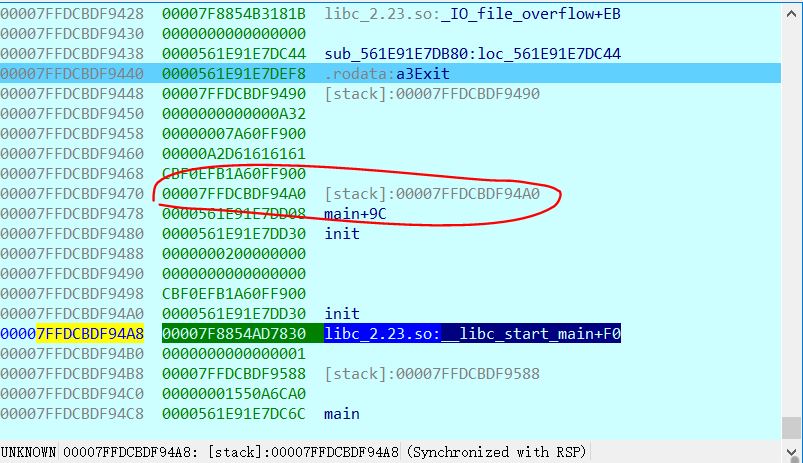 00007FFDCBDF9428 00007F8854B3181B libc_2.23.so:_IO_file_overflow+EB
00007FFDCBDF9430 0000000000000000
00007FFDCBDF9438 0000561E91E7DC44 sub_561E91E7DB80:loc_561E91E7DC44
00007FFDCBDF9440 0000561E91E7DEF8 .rodata:a3Exit
00007FFDCBDF9448 00007FFDCBDF9490 [stack]:00007FFDCBDF9490
00007FFDCBDF9450 0000000000000A32
00007FFDCBDF9458 00000007A60FF900
00007FFDCBDF9460 00000A2D61616161
00007FFDCBDF9468 CBF0EFB1A60FF900
00007FFDCBDF9470 00007FFDCBDF94A0 [stack]:00007FFDCBDF94A0
00007FFDCBDF9478 0000561E91E7DD08 main+9C
00007FFDCBDF9480 0000561E91E7DD30 init
00007FFDCBDF9488 0000000200000000
00007FFDCBDF9490 0000000000000000
00007FFDCBDF9498 CBF0EFB1A60FF900
00007FFDCBDF94A0 0000561E91E7DD30 init
00007FFDCBDF94A8 00007F8854AD7830 libc_2.23.so:__libc_start_main+F0
00007FFDCBDF94B0 0000000000000001
00007FFDCBDF94B8 00007FFDCBDF9588 [stack]:00007FFDCBDF9588
00007FFDCBDF94C0 00000001550A6CA0
00007FFDCBDF94C8 0000561E91E7DC6C main
UNKNOWN 00007FFDCBDF94A8: [stack]:00007FFDCBDF94A8 (Synchronized with RSP)